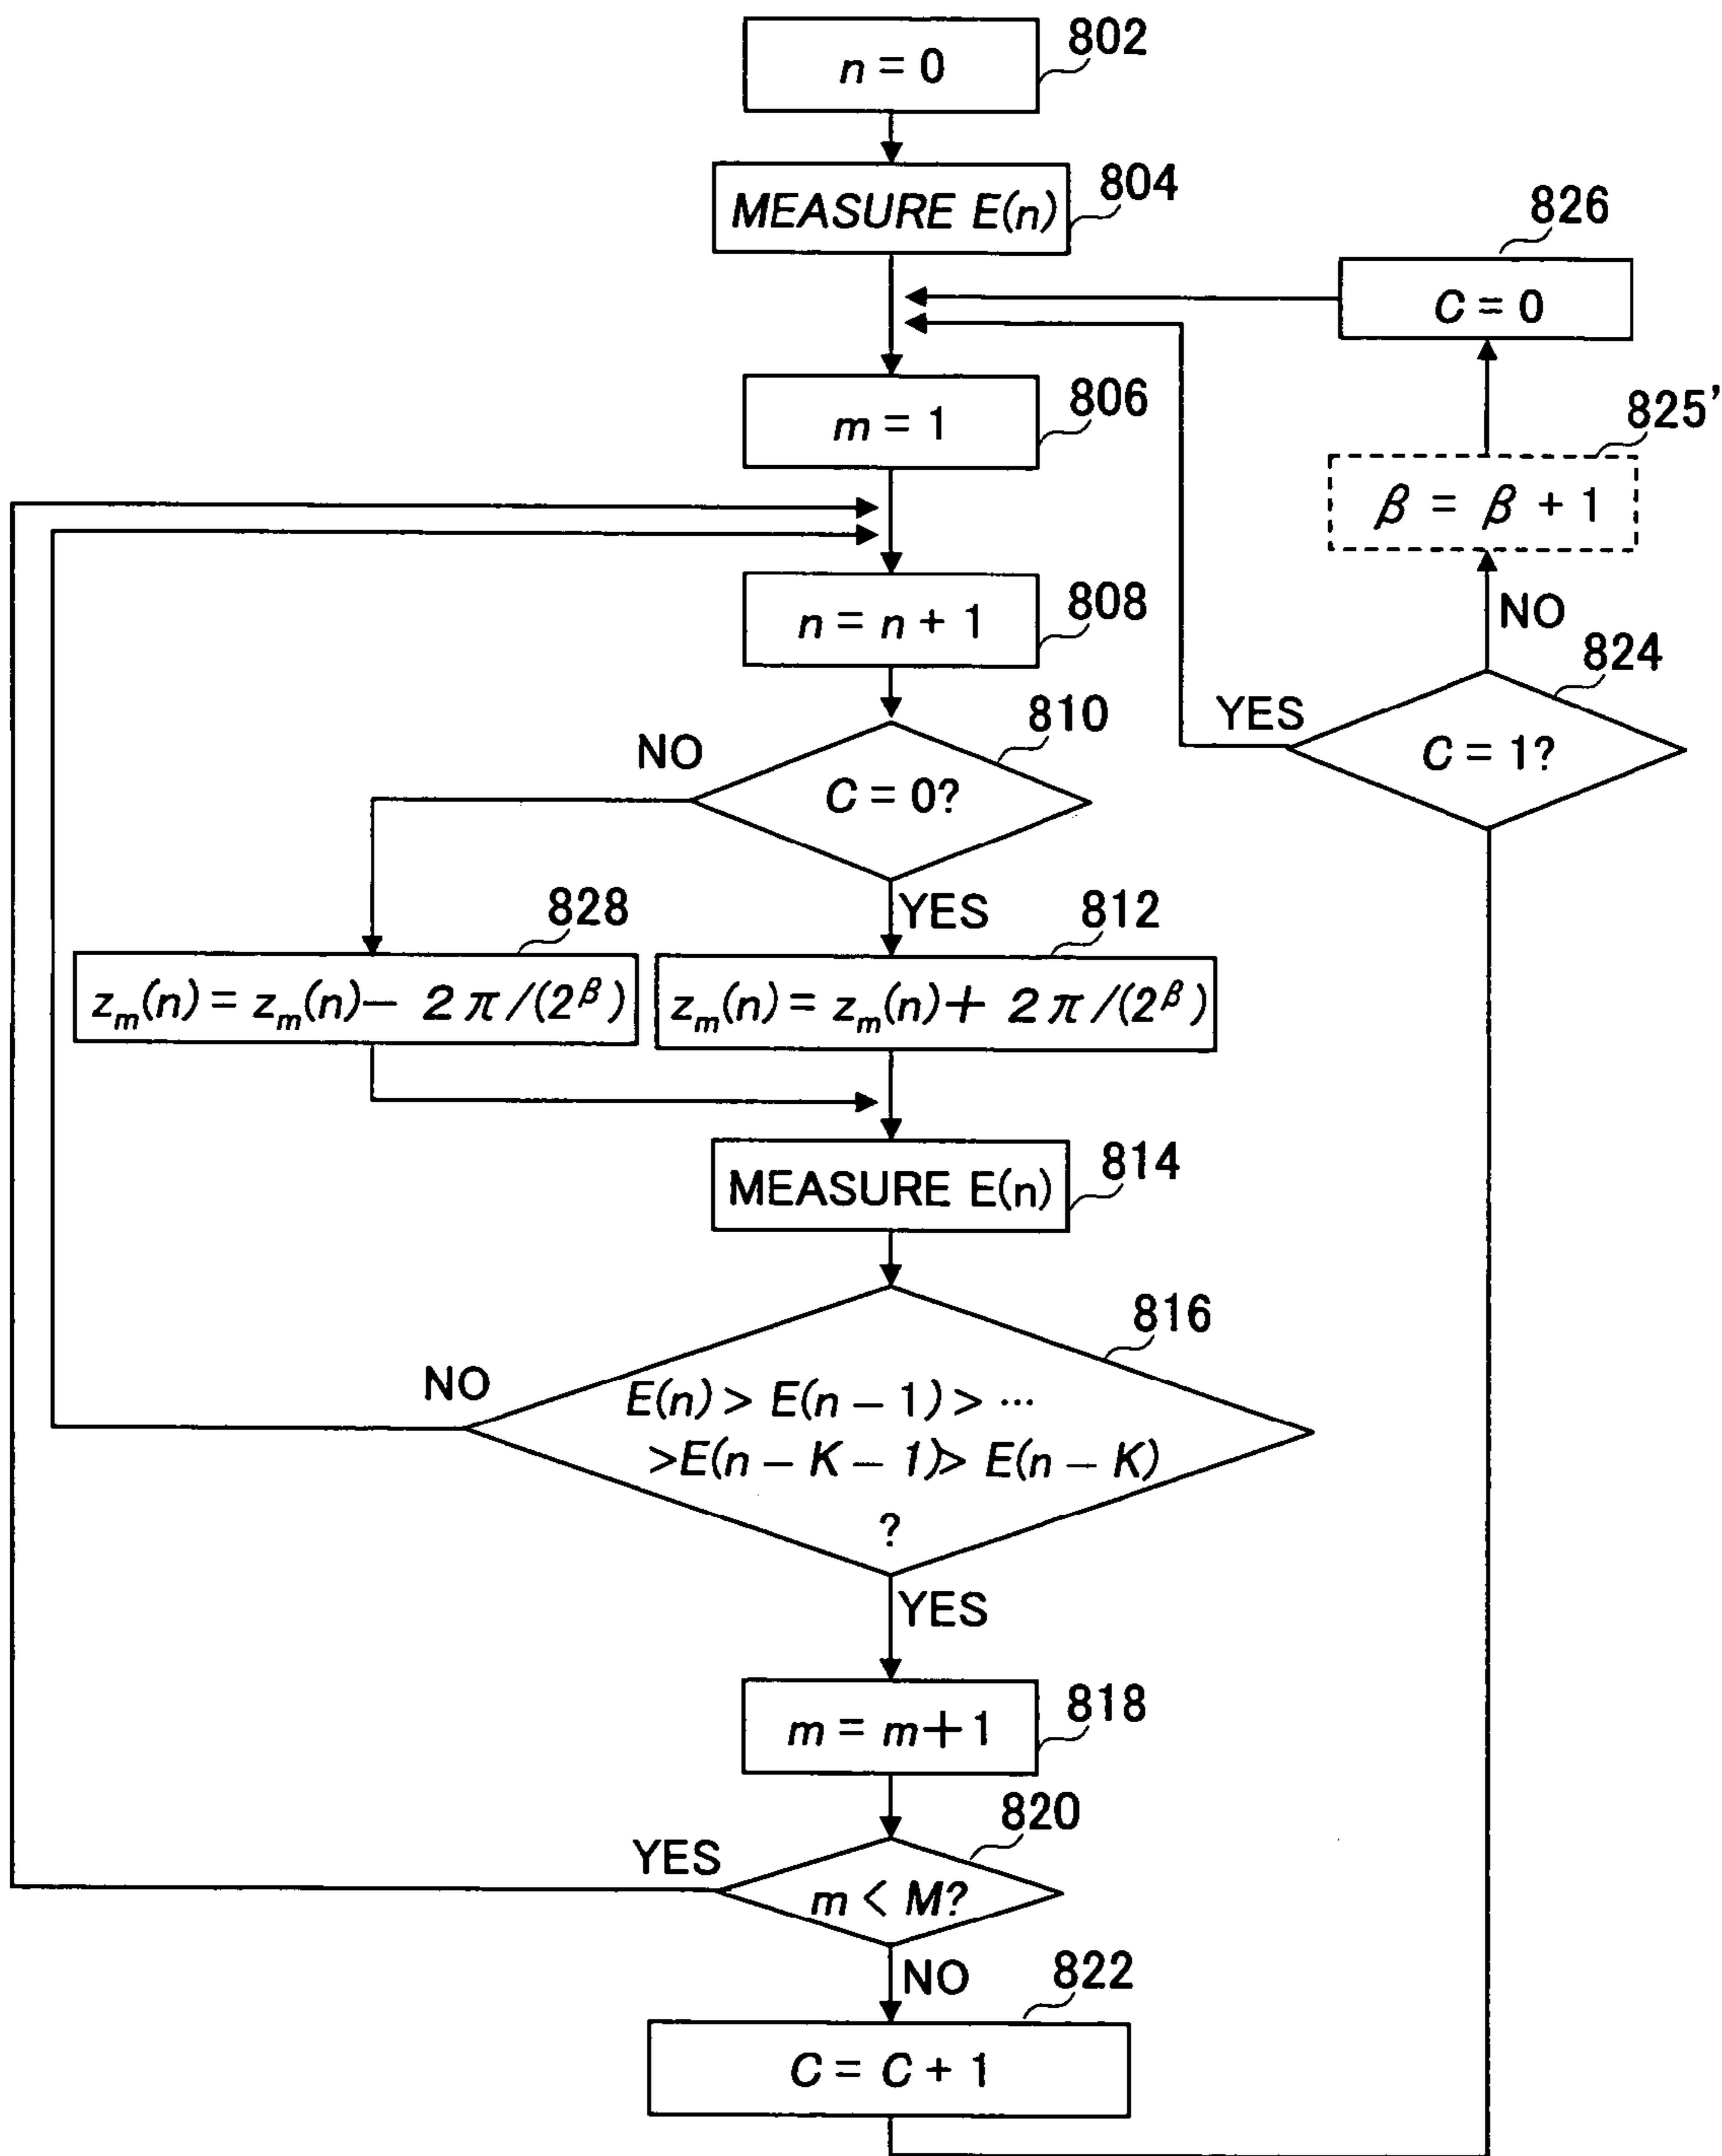 802
n = 0
804
MEASURE E(n)
826
C = 0
806
m = 1
825'
β = β + 1
808
n = n + 1
NO
824
YES
C = 1?
810
NO
C = 0?
YES
828
812
z_m(n) = z_m(n) − 2π/(2^β)
z_m(n) = z_m(n) + 2π/(2^β)
814
MEASURE E(n)
816
NO
E(n) > E(n − 1) > ···
>E(n − K − 1)> E(n − K)
?
YES
818
m = m + 1
820
YES
m < M?
NO
822
C = C + 1